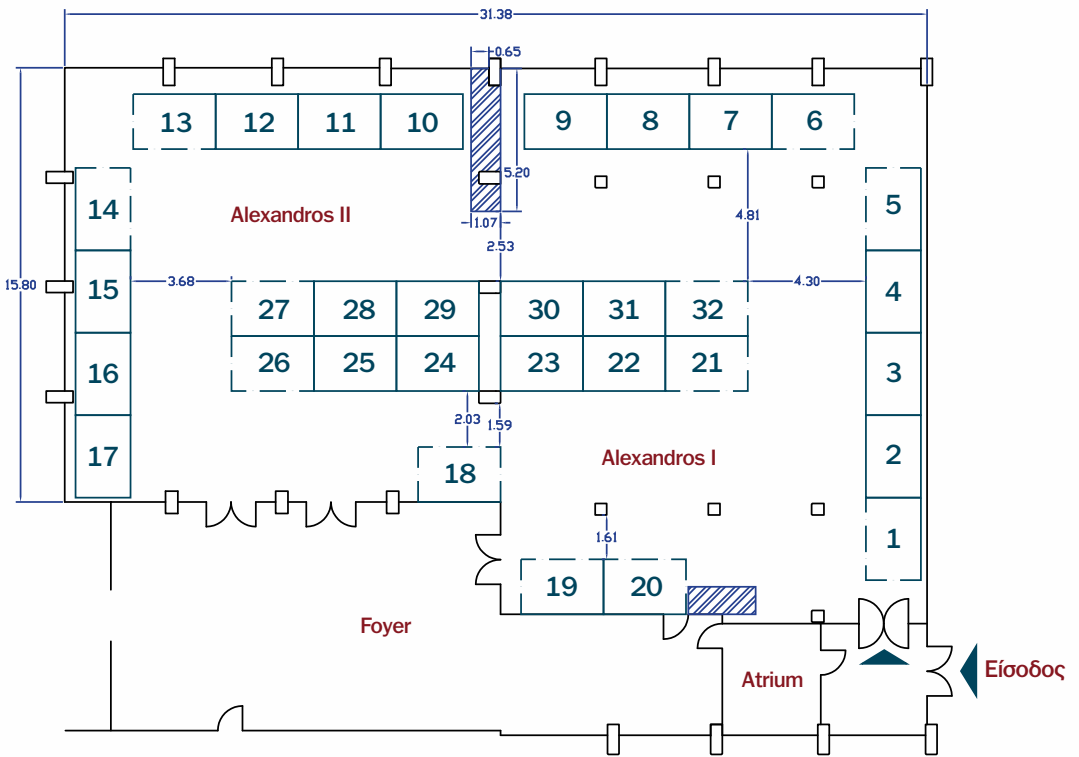 31.38
0.65
13 12 11 10 9 8 7 6
5.20
14 5
Alexandros II
1.07
4.81
2.53
15.80
15 3.68 4.30 4
27 28 29 30 31 32
26 25 24 23 22 21
16 3
2.03 1.59
17 18 Alexandros I 2
1.61
1
19 20
Foyer
Atrium
Είσοδος